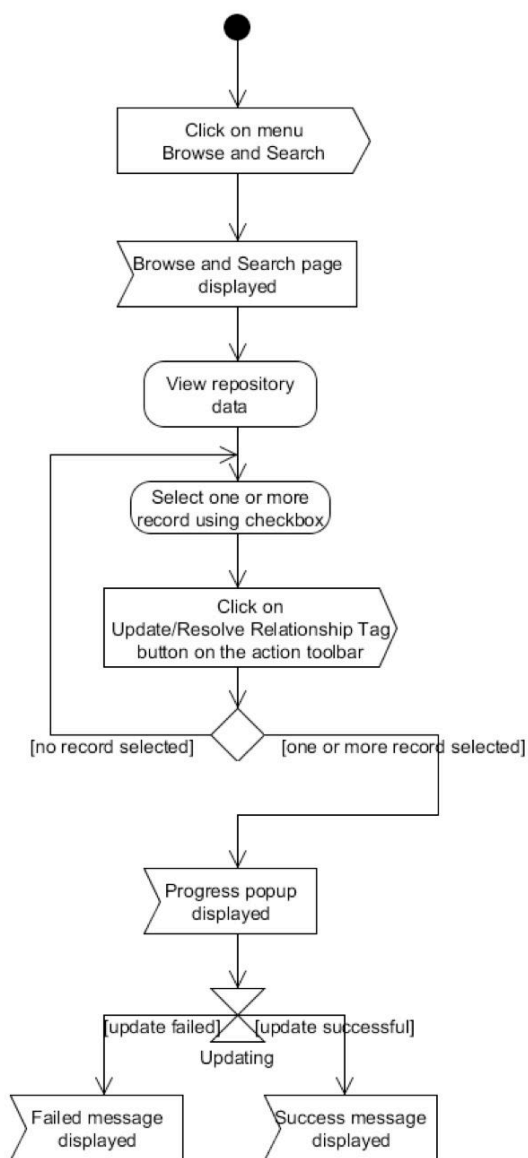 Click on menu
Browse and Search
Browse and Search page
displayed
View repository
data
Select one or more
record using checkbox
Click on
Update/Resolve Relationship Tag
button on the action toolbar
[no record selected]
[one or more record selected]
Progress popup
displayed
[update failed]
[update successful]
Updating
Failed message
displayed
Success message
displayed